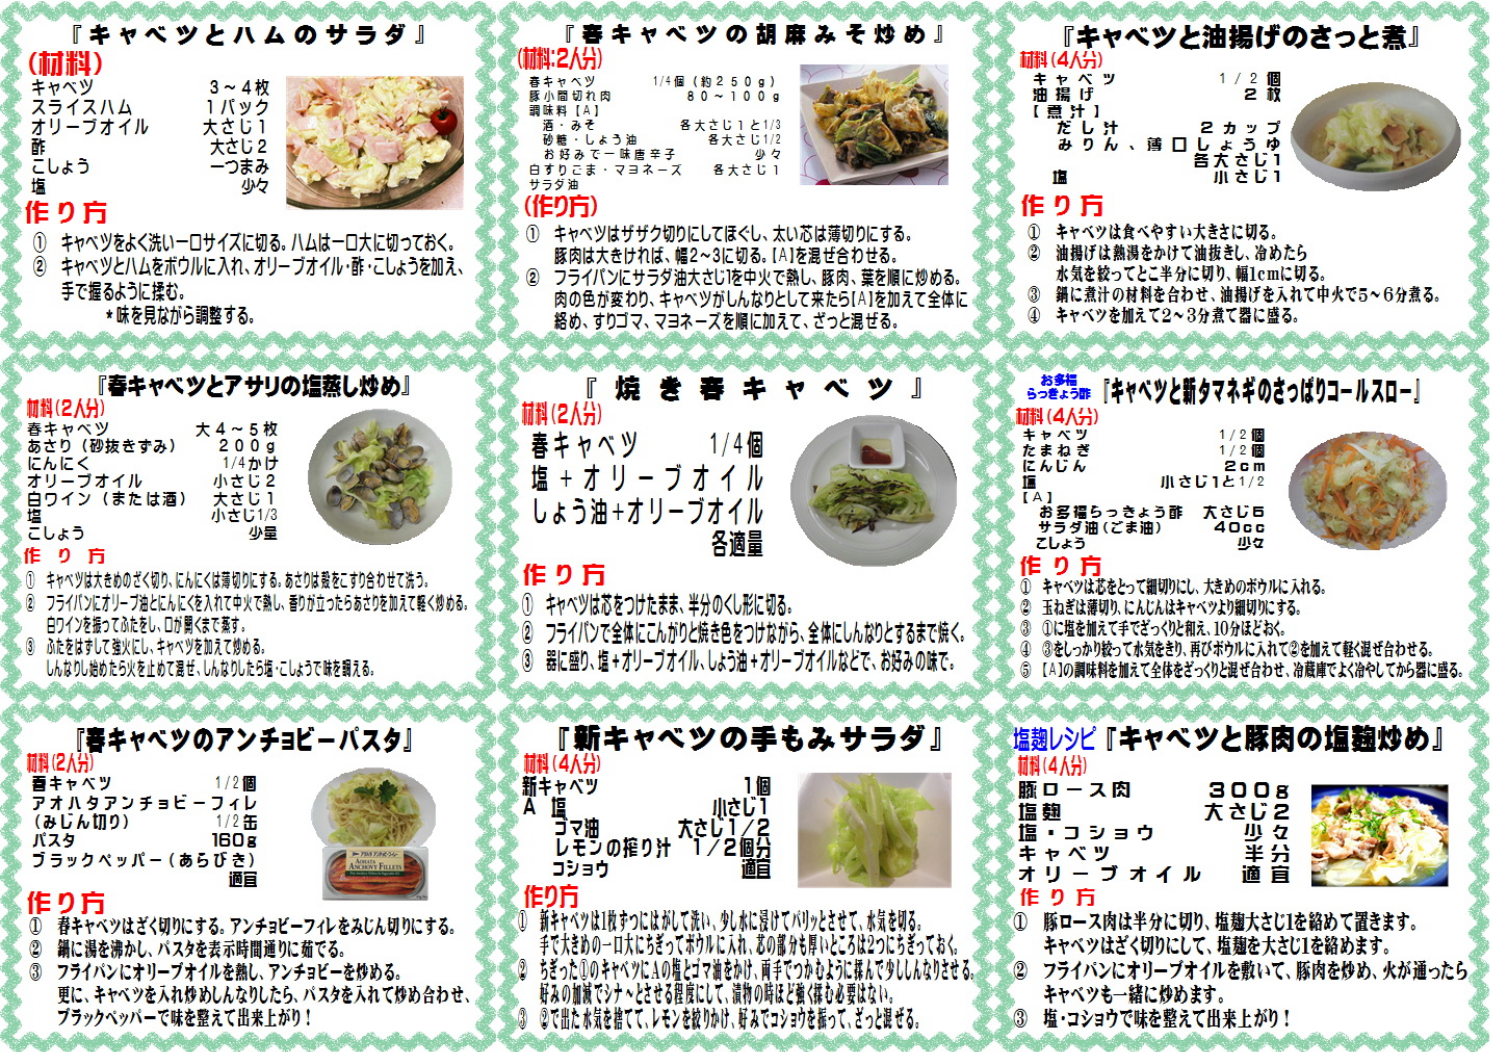 『キャベツとハムのサラダ』
(材料)
キャベツ 3～4枚
スライスハム 1パック
オリーブオイル 大さじ1
酢 大さじ2
こしょう 一つまみ
塩 少々
作り方
① キャベツをよく洗い一口サイズに切る。ハムは一口大に切っておく。
② キャベツとハムをボウルに入れ、オリーブオイル・酢・こしょうを加え、
手で握るように揉む。
*味を見ながら調整する。
『春キャベツの胡麻みそ炒め』
(材料:2人分)
春キャベツ 1/4個(約250g)
豚小間切れ肉 80～100g
調味料【A】
酒・みそ 各大さじ1と1/3
砂糖・しょう油 各大さじ1/2
お好みで一味唐辛子 少々
白すりごま・マヨネーズ 各大さじ1
サラダ油
(作り方)
① キャベツはザザク切りにしてほぐし、太い芯は薄切りにする。
豚肉は大きければ、幅2～3に切る。【A】を混ぜ合わせる。
② フライパンにサラダ油大さじ1を中火で熱し、豚肉、葉を順に炒める。
肉の色が変わり、キャベツがしんなりとして来たら【A】を加えて全体に
絡め、すりゴマ、マヨネーズを順に加えて、ざっと混ぜる。
『キャベツと油揚げのさっと煮』
材料(4人分)
キャベツ 1/2個
油揚げ 2枚
【煮汁】
だし汁 2カップ
みりん、薄口しょうゆ
各大さじ1
塩 小さじ1
作り方
① キャベツは食べやすい大きさに切る。
② 油揚げは熱湯をかけて油抜きし、冷めたら
水気を絞ってとこ半分に切り、幅1cmに切る。
③ 鍋に煮汁の材料を合わせ、油揚げを入れて中火で5～6分煮る。
④ キャベツを加えて2～3分煮て器に盛る。
『春キャベツとアサリの塩蒸し炒め』
材料(2人分)
春キャベツ 大4～5枚
あさり(砂抜きずみ) 200g
にんにく 1/4かけ
オリーブオイル 小さじ2
白ワイン(または酒) 大さじ1
塩 小さじ1/3
こしょう 少量
作り方
① キャベツは大きめのざく切り、にんにくは薄切りにする。あさりは殻をこすり合わせて洗う。
② フライパンにオリーブ油とにんにくを入れて中火で熱し、香りが立ったらあさりを加えて軽く炒める。
白ワインを振ってふたをし、口が開くまで蒸す。
③ ふたをはずして強火にし、キャベツを加えて炒める。
しんなりし始めたら火を止めて混ぜ、しんなりしたら塩・こしょうで味を調える。
『焼き春キャベツ』
材料(2人分)
春キャベツ 1/4個
塩+オリーブオイル
しょう油+オリーブオイル
各適量
作り方
① キャベツは芯をつけたまま、半分のくし形に切る。
② フライパンで全体にこんがりと焼き色をつけながら、全体にしんなりとするまで焼く。
③ 器に盛り、塩+オリーブオイル、しょう油+オリーブオイルなどで、お好みの味で。
お多福
らっきょう酢
『キャベツと新タマネギのさっぱりコールスロー』
材料(4人分)
キャベツ 1/2個
たまねぎ 1/2個
にんじん 2cm
塩 小さじ1と1/2
【A】
お多福らっきょう酢 大さじ5
サラダ油(ごま油) 40cc
こしょう 少々
作り方
① キャベツは芯をとって細切りにし、大きめのボウルに入れる。
② 玉ねぎは薄切り、にんじんはキャベツより細切りにする。
③ ①に塩を加えて手でざっくりと和え、10分ほどおく。
④ ③をしっかり絞って水気をきり、再びボウルに入れて②を加えて軽く混ぜ合わせる。
⑤ 【A】の調味料を加えて全体をざっくりと混ぜ合わせ、冷蔵庫でよく冷やしてから器に盛る。
『春キャベツのアンチョビーパスタ』
材料(2人分)
春キャベツ 1/2個
アオハタアンチョビーフィレ
(みじん切り) 1/2缶
パスタ 160g
ブラックペッパー(あらびき)
適宜
AOHATA
ANCHOVY FILLETS
作り方
① 春キャベツはざく切りにする。アンチョビーフィレをみじん切りにする。
② 鍋に湯を沸かし、パスタを表示時間通りに茹でる。
③ フライパンにオリーブオイルを熱し、アンチョビーを炒める。
更に、キャベツを入れ炒めしんなりしたら、パスタを入れて炒め合わせ、
ブラックペッパーで味を整えて出来上がり!
『新キャベツの手もみサラダ』
材料(4人分)
新キャベツ 1個
A 塩 小さじ1
ゴマ油 大さじ1/2
レモンの搾り汁 1/2個分
コショウ 適宜
作り方
① 新キャベツは1枚ずつにはがして洗い、少し水に浸けてパリッとさせて、水気を切る。
手で大きめの一口大にちぎってボウルに入れ、芯の部分も厚いところは2つにちぎっておく。
② ちぎった①のキャベツにAの塩とゴマ油をかけ、両手でつかむように揉んで少ししんなりさせる。
好みの加減でシナ～とさせる程度にして、漬物の時ほど強く揉む必要はない。
③ ②で出た水気を捨てて、レモンを絞りかけ、好みでコショウを振って、ざっと混ぜる。
塩麹レシピ『キャベツと豚肉の塩麹炒め』
材料(4人分)
豚ロース肉 300g
塩麹 大さじ2
塩・コショウ 少々
キャベツ 半分
オリーブオイル 適宜
作り方
① 豚ロース肉は半分に切り、塩麹大さじ1を絡めて置きます。
キャベツはざく切りにして、塩麹を大さじ1を絡めます。
② フライパンにオリーブオイルを敷いて、豚肉を炒め、火が通ったら
キャベツも一緒に炒めます。
③ 塩・コショウで味を整えて出来上がり!